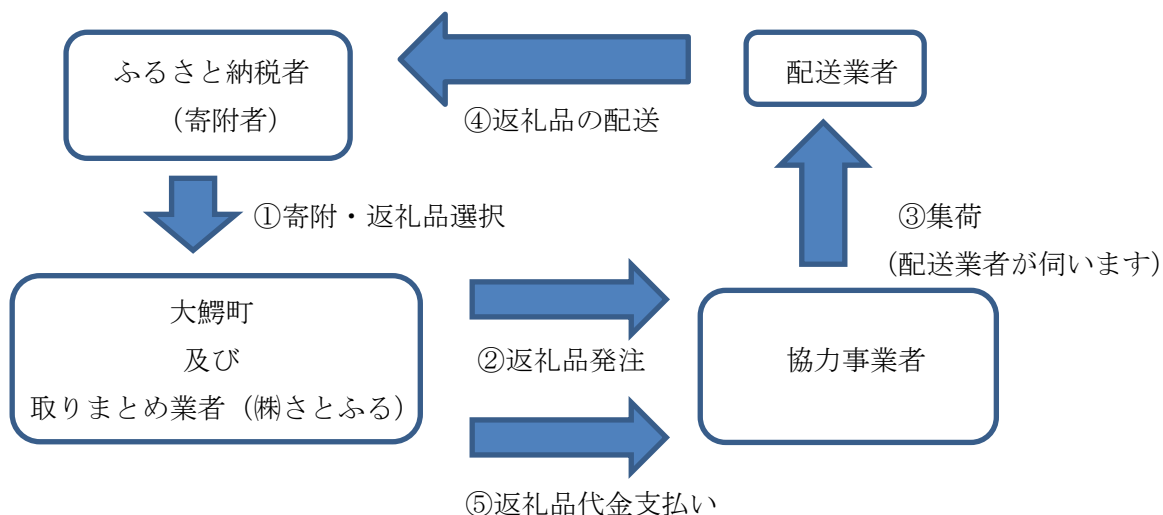 ふるさと納税者
（寄附者）
配送業者
④返礼品の配送
①寄附・返礼品選択
③集荷
（配送業者が伺います）
大鰐町
及び
取りまとめ業者（㈱さとふる）
②返礼品発注
協力事業者
⑤返礼品代金支払い